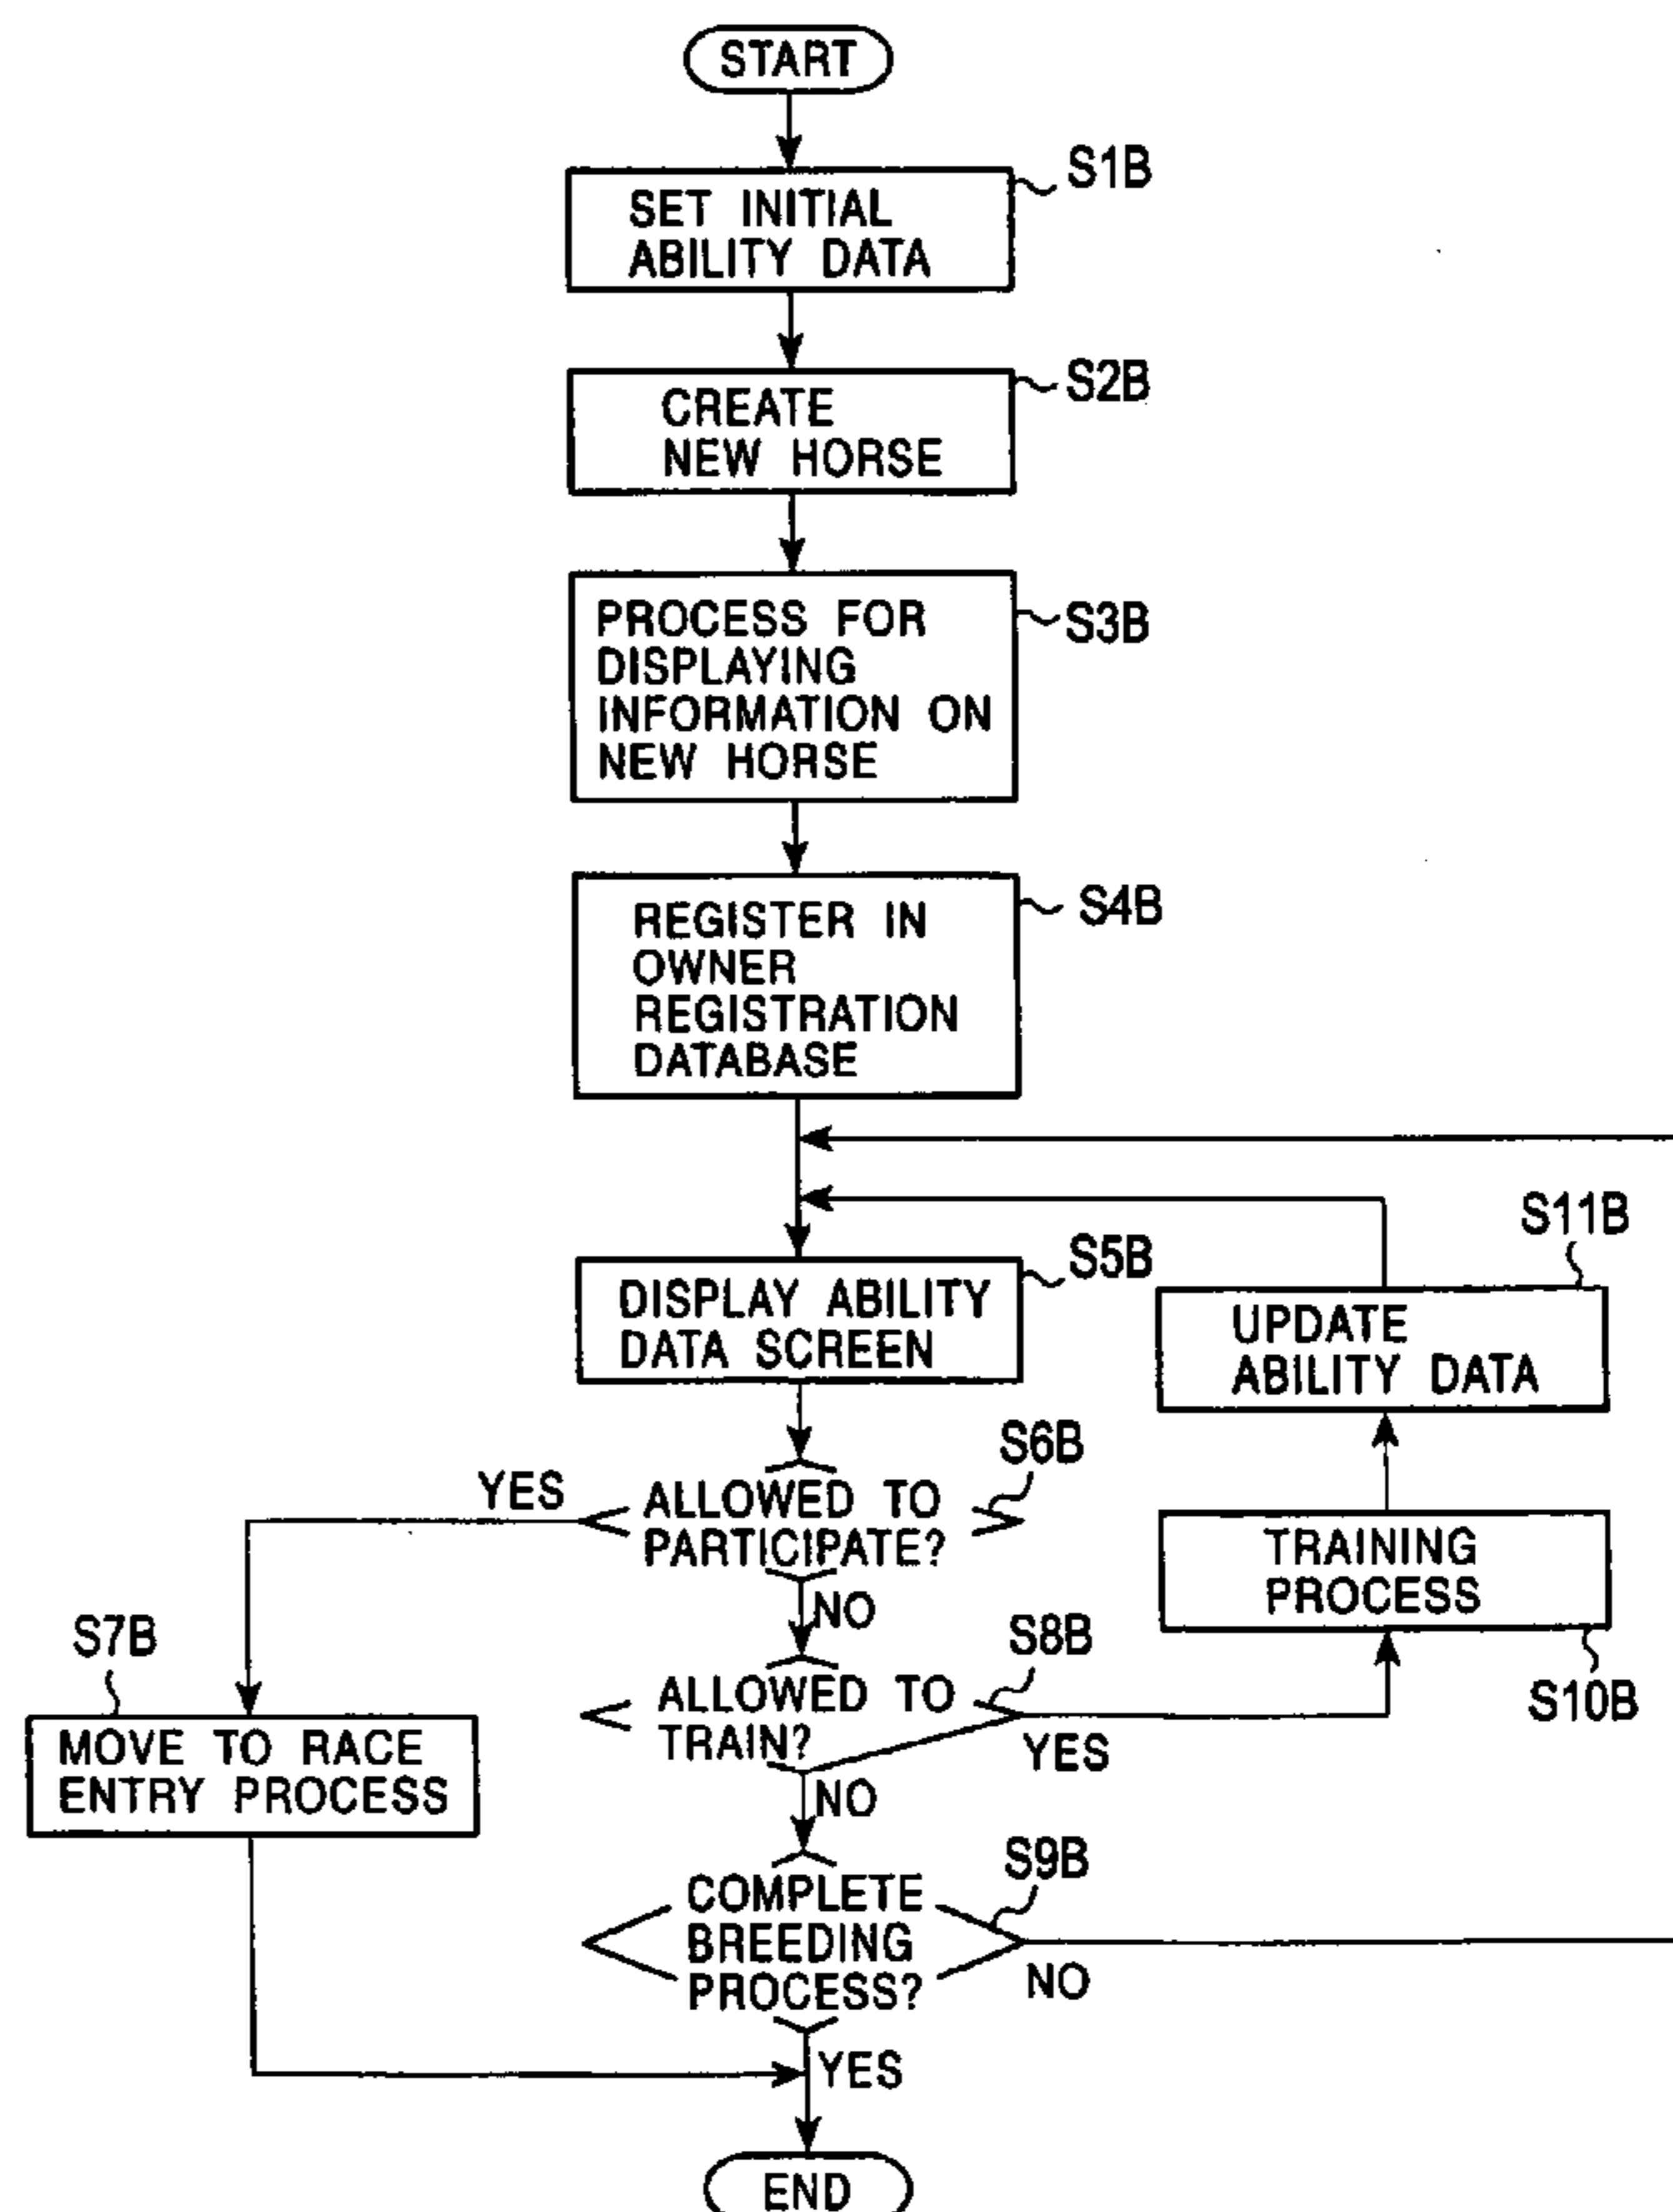 START
S1B
SET INITIAL
ABILITY DATA
S2B
CREATE
NEW HORSE
S3B
PROCESS FOR
DISPLAYING
INFORMATION ON
NEW HORSE
S4B
REGISTER IN
OWNER
REGISTRATION
DATABASE
S5B
DISPLAY ABILITY
DATA SCREEN
S11B
UPDATE
ABILITY DATA
S6B
YES
ALLOWED TO
PARTICIPATE?
NO
TRAINING
PROCESS
S10B
S7B
MOVE TO RACE
ENTRY PROCESS
S8B
ALLOWED TO
TRAIN?
YES
NO
S9B
COMPLETE
BREEDING
PROCESS?
NO
YES
END